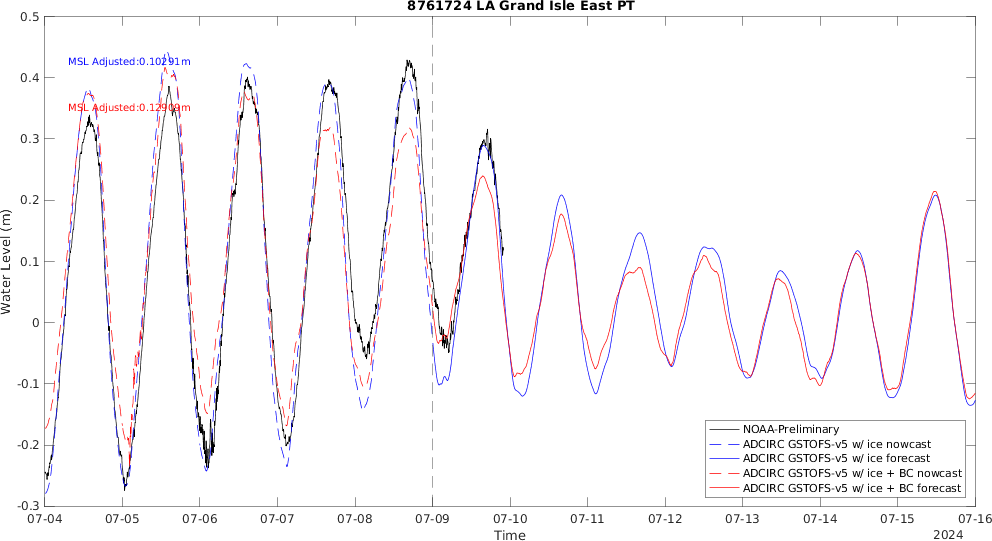 8761724 LA Grand Isle East PT
Water Level (m)
0.5
0.4
0.3
0.2
0.1
0
-0.1
-0.2
-0.3
MSL Adjusted:0.10291m
MSL Adjusted:0.12909m
NOAA-Preliminary
ADCIRC GSTOFS-v5 w/ ice nowcast
ADCIRC GSTOFS-v5 w/ ice forecast
ADCIRC GSTOFS-v5 w/ ice + BC nowcast
ADCIRC GSTOFS-v5 w/ ice + BC forecast
07-04 07-05 07-06 07-07 07-08 07-09 07-10 07-11 07-12 07-13 07-14 07-15 07-16
Time
2024